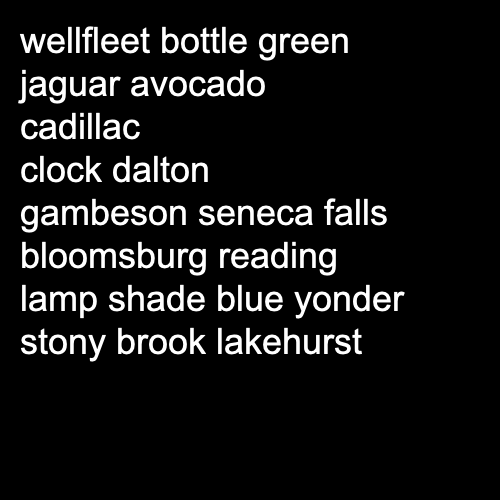 wellfleet bottle green
jaguar avocado
cadillac
clock dalton
gambeson seneca falls
bloomsburg reading
lamp shade blue yonder
stony brook lakehurst